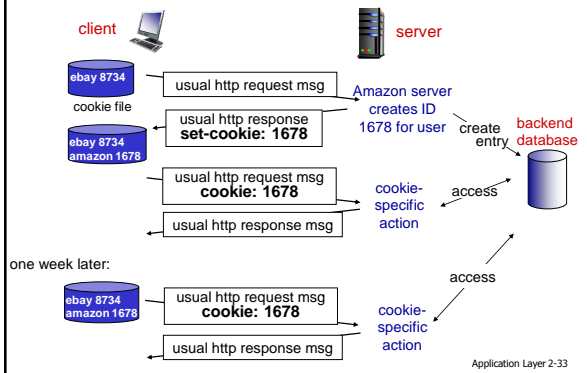 client
server
ebay 8734
cookie file
usual http request msg
Amazon server
creates ID
1678 for user
create
entry
backend
database
usual http response
set-cookie: 1678
ebay 8734
amazon 1678
usual http request msg
cookie: 1678
cookie-
specific
action
access
usual http response msg
one week later:
access
ebay 8734
amazon 1678
usual http request msg
cookie: 1678
cookie-
specific
action
usual http response msg
Application Layer 2-33